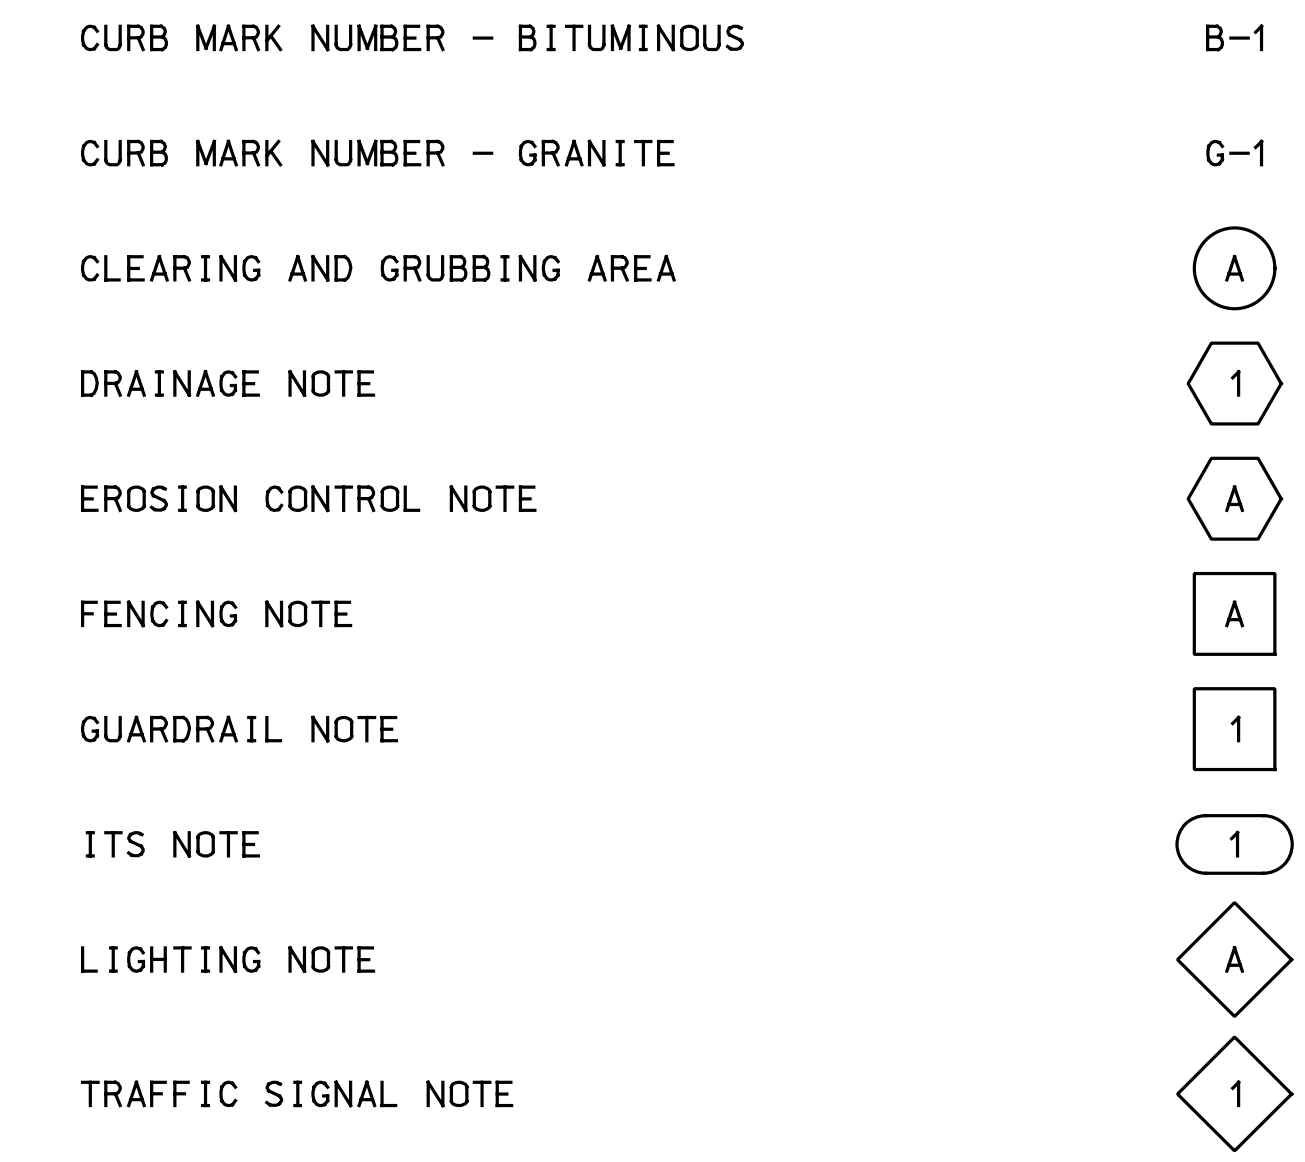 CURB MARK NUMBER - BITUMINOUS B-1
CURB MARK NUMBER - GRANITE G-1
CLEARING AND GRUBBING AREA A
DRAINAGE NOTE 1
EROSION CONTROL NOTE A
FENCING NOTE A
GUARDRAIL NOTE 1
ITS NOTE 1
LIGHTING NOTE A
TRAFFIC SIGNAL NOTE 1